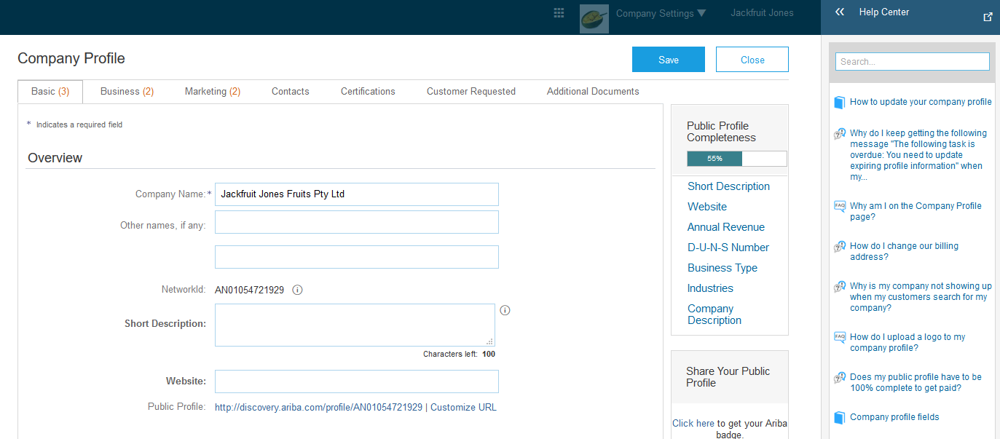 Company Settings
Jackfruit Jones
Help Center
Company Profile
Save
Close
Search...
Basic (3)
Business (2)
Marketing (2)
Contacts
Certifications
Customer Requested
Additional Documents
* Indicates a required field
Overview
Company Name: *
Jackfruit Jones Fruits Pty Ltd
Other names, if any:
NetworkId:
AN01054721929
Short Description:
Characters left: 100
Website:
Public Profile:
http://discovery.ariba.com/profile/AN01054721929 | Customize URL
Public Profile
Completeness
55%
Short Description
Website
Annual Revenue
D-U-N-S Number
Business Type
Industries
Company
Description
Share Your Public
Profile
Click here to get your Ariba
badge.
How to update your company profile
Why do I keep getting the following
message "The following task is
overdue: You need to update
expiring profile information" when
my...
FAQ
Why am I on the Company Profile
page?
How do I change our billing
address?
Why is my company not showing up
when my customers search for my
company?
FAQ
How do I upload a logo to my
company profile?
Does my public profile have to be
100% complete to get paid?
Company profile fields